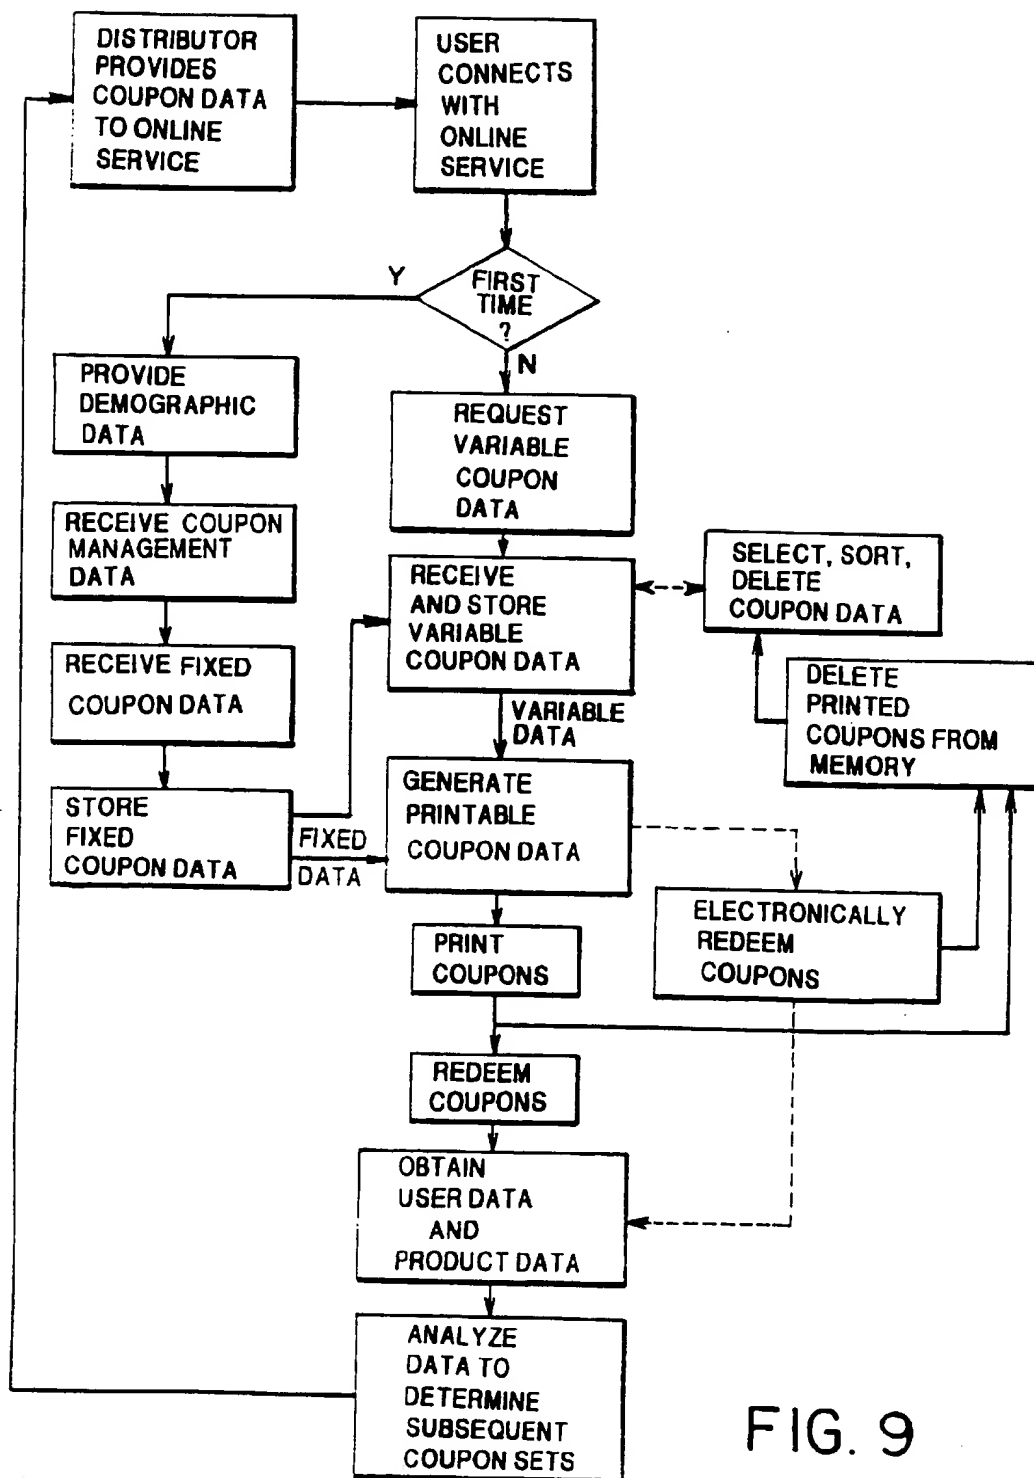 DISTRIBUTOR
PROVIDES
COUPON DATA
TO ONLINE
SERVICE
USER
CONNECTS
WITH
ONLINE
SERVICE
FIRST
TIME
?
Y
N
PROVIDE
DEMOGRAPHIC
DATA
REQUEST
VARIABLE
COUPON
DATA
RECEIVE COUPON
MANAGEMENT
DATA
RECEIVE
AND STORE
VARIABLE
COUPON DATA
SELECT, SORT,
DELETE
COUPON DATA
RECEIVE FIXED
COUPON DATA
DELETE
PRINTED
COUPONS FROM
MEMORY
VARIABLE
DATA
STORE
FIXED
COUPON DATA
FIXED
DATA
GENERATE
PRINTABLE
COUPON DATA
ELECTRONICALLY
REDEEM
COUPONS
PRINT
COUPONS
REDEEM
COUPONS
OBTAIN
USER DATA
AND
PRODUCT DATA
ANALYZE
DATA TO
DETERMINE
SUBSEQUENT
COUPON SETS
FIG. 9